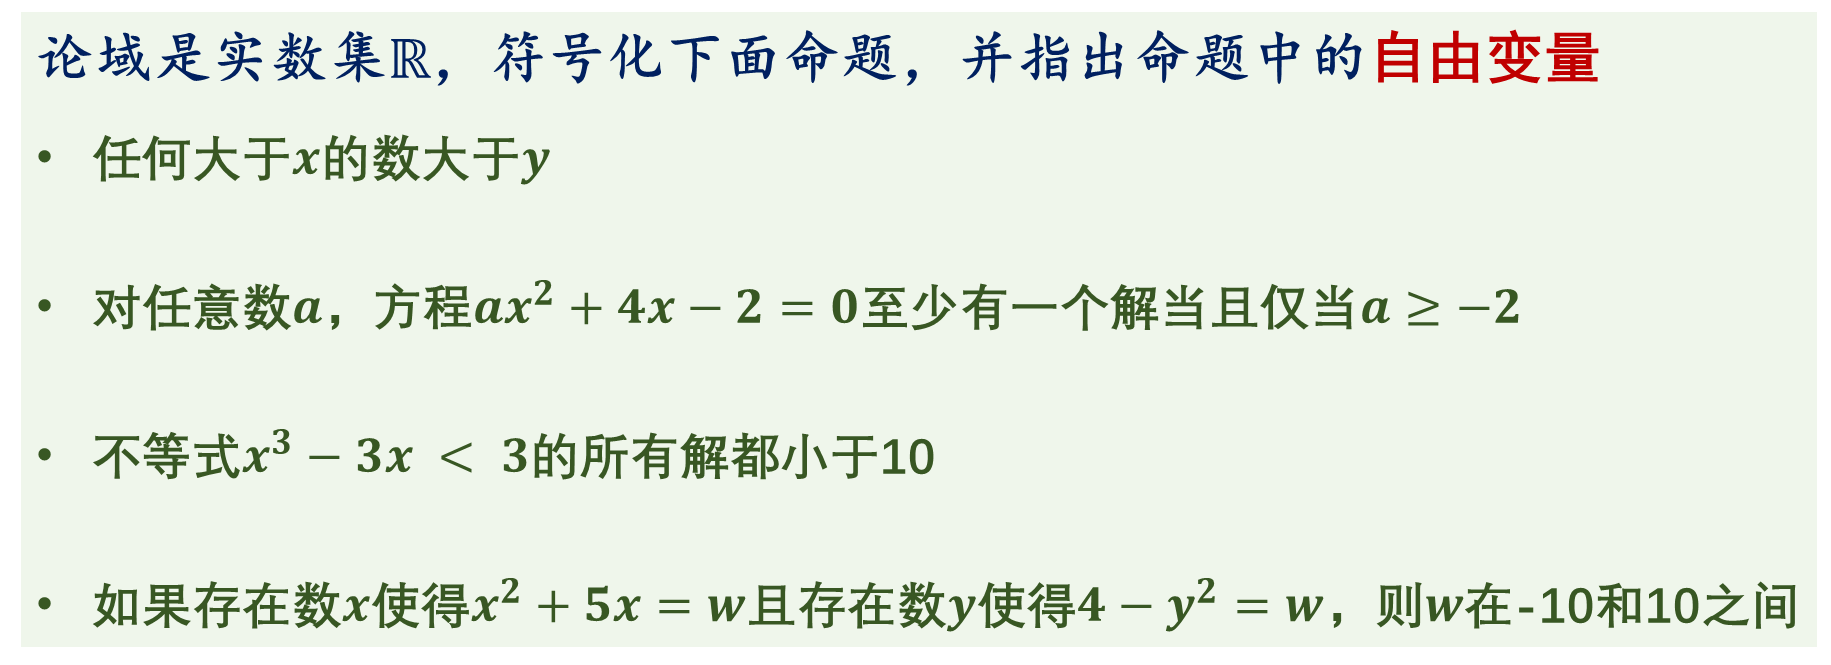 论域是实数集ℝ，符号化下面命题，并指出命题中的自由变量
• 任何大于x的数大于y
• 对任意数a，方程ax² + 4x − 2 = 0至少有一个解当且仅当a ≥ −2
• 不等式x³ − 3x < 3的所有解都小于10
• 如果存在数x使得x² + 5x = w且存在数y使得4 − y² = w，则w在-10和10之间